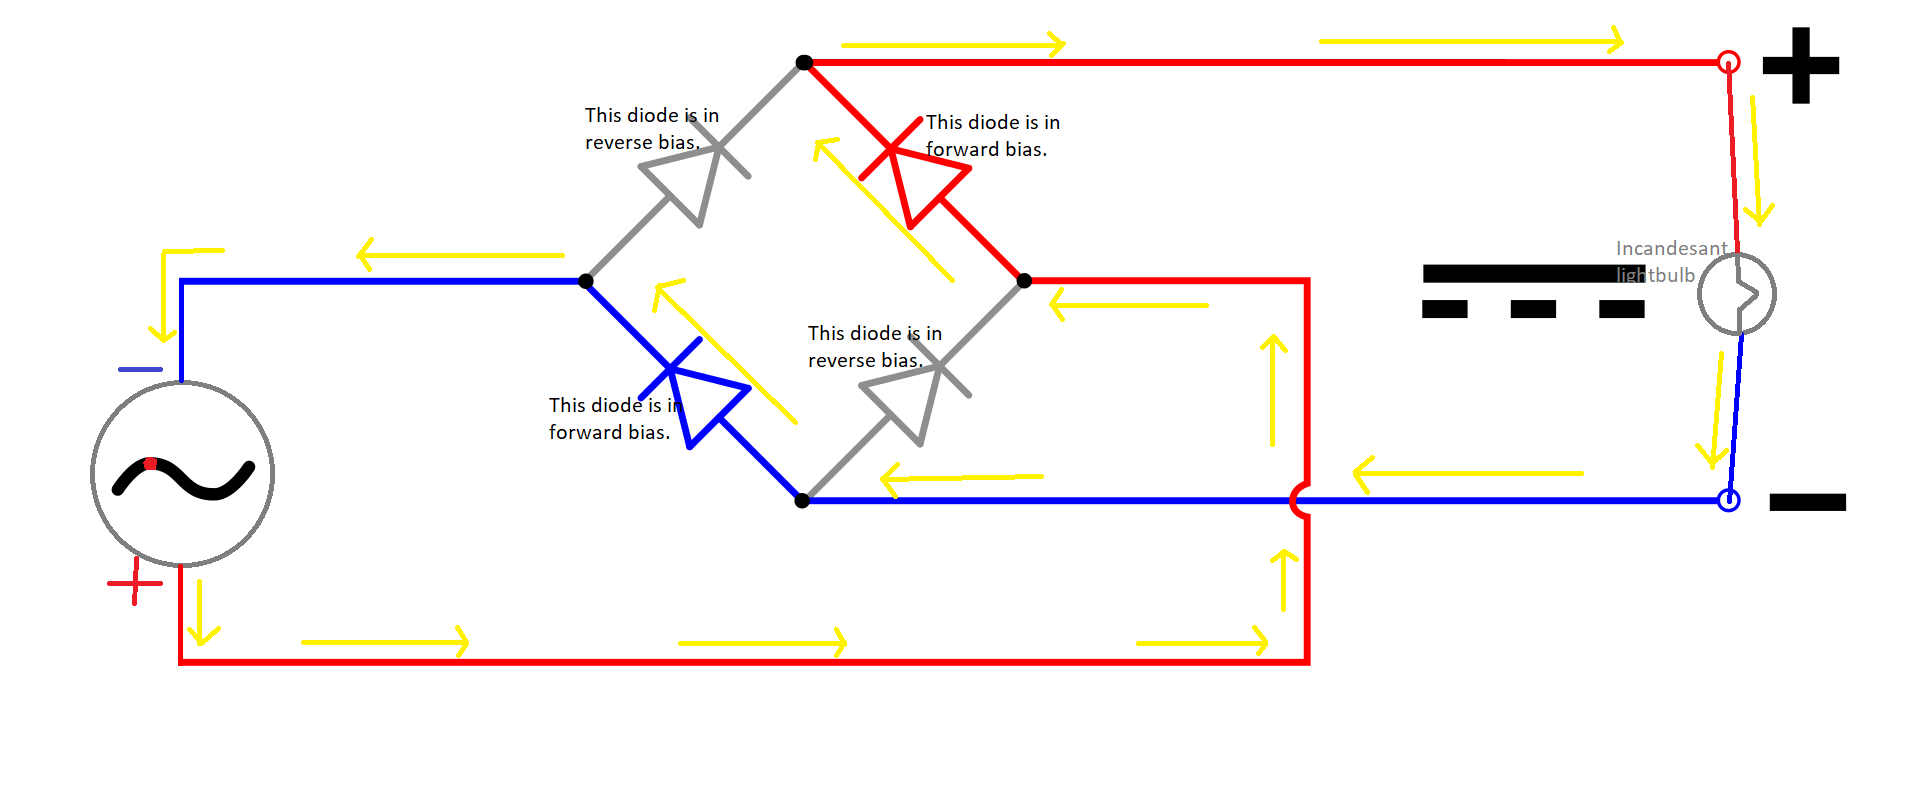 This diode is in
reverse bias.
This diode is in
forward bias.
Incandesant
lightbulb
This diode is in
reverse bias.
This diode is in
forward bias.